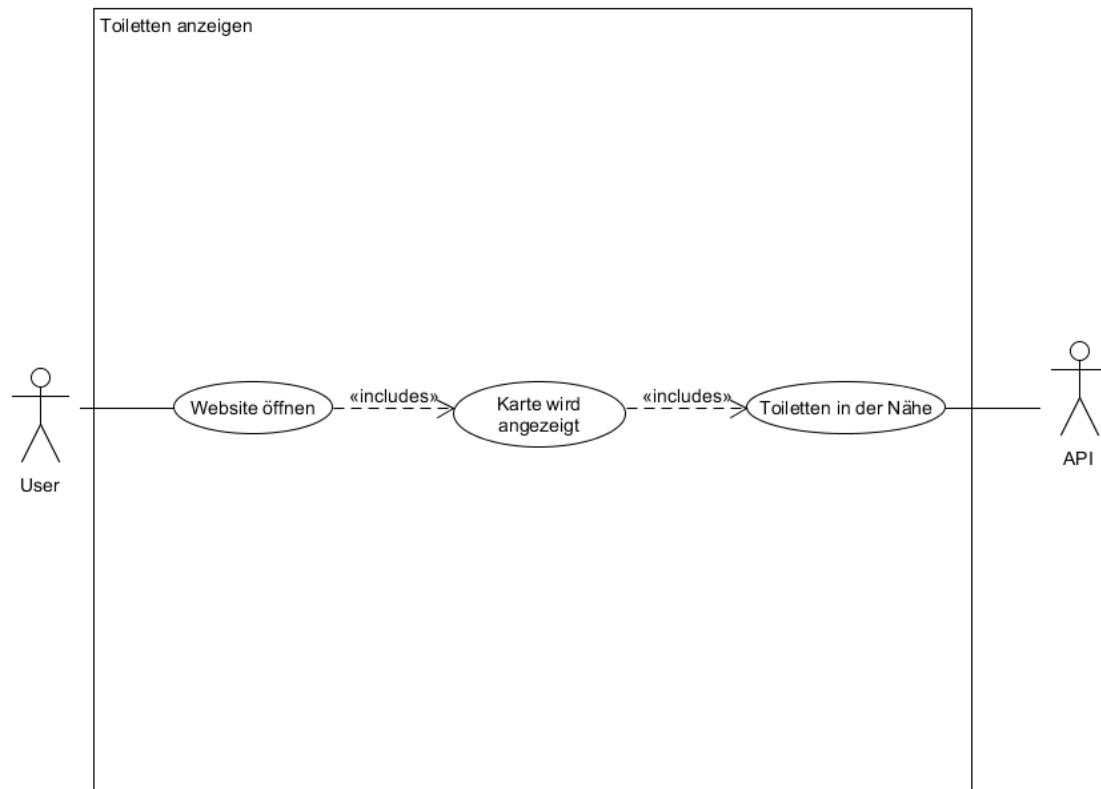 Toiletten anzeigen
«includes»
«includes»
Website öffnen
Karte wird
angezeigt
Toiletten in der Nähe
User
API